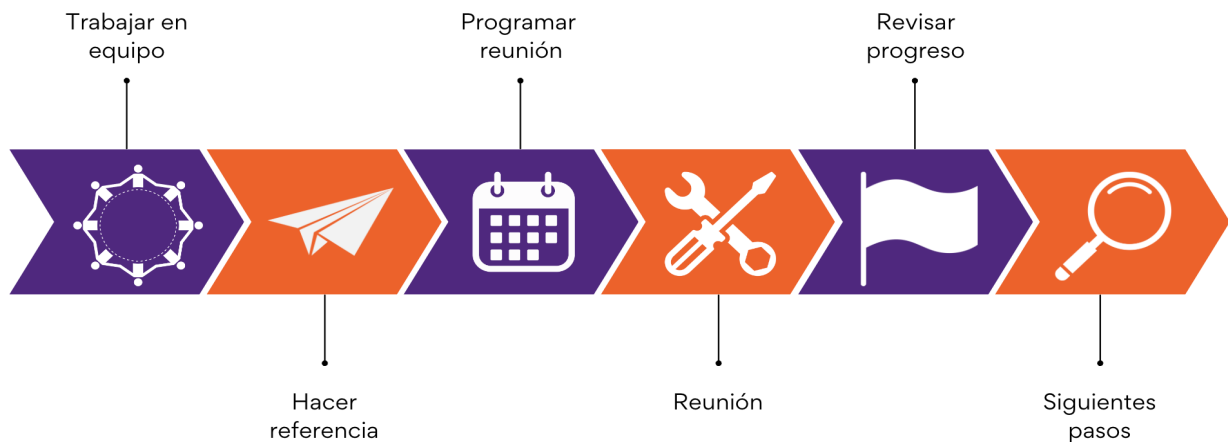 Trabajar en
equipo
Programar
reunión
Revisar
progreso
Hacer
referencia
Reunión
Siguientes
pasos